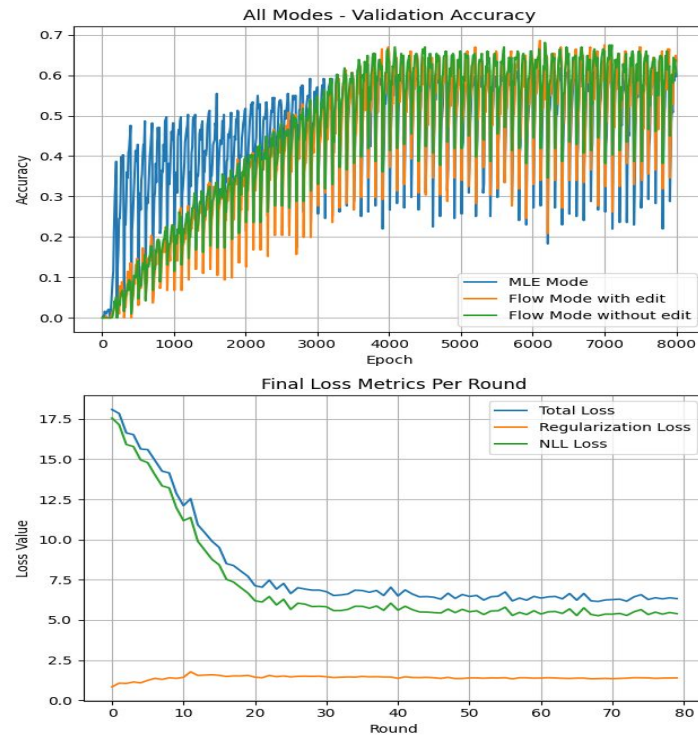 All Modes - Validation Accuracy
0.7
0.6
0.5
0.4
0.3
0.2
0.1
0.0
Accuracy
MLE Mode
Flow Mode with edit
Flow Mode without edit
0 1000 2000 3000 4000 5000 6000 7000 8000
Epoch
Final Loss Metrics Per Round
17.5
15.0
12.5
10.0
7.5
5.0
2.5
0.0
Loss Value
Total Loss
Regularization Loss
NLL Loss
0 10 20 30 40 50 60 70 80
Round